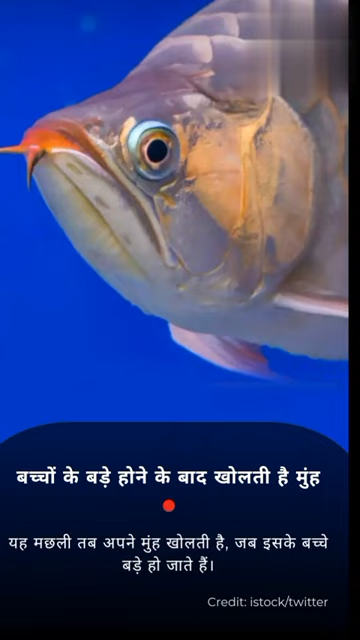 बच्चों के बड़े होने के बाद खोलती है मुंह
यह मछली तब अपने मुंह खोलती है, जब इसके बच्चे
बड़े हो जाते हैं।
Credit: istock/twitter